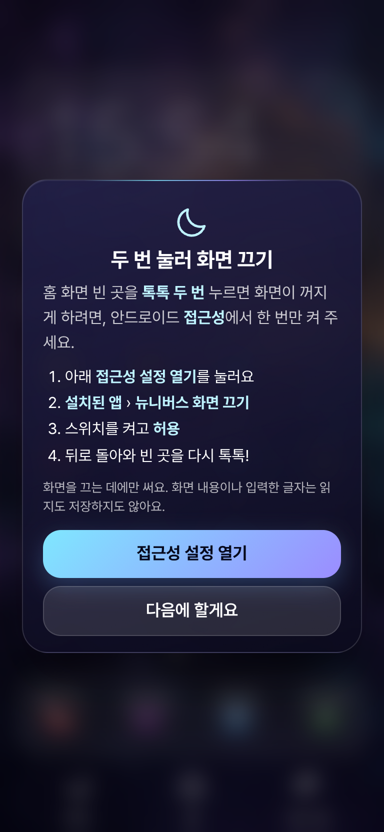 두 번 눌러 화면 끄기
홈 화면 빈 곳을 톡톡 두 번 누르면 화면이 꺼지
게 하려면, 안드로이드 접근성에서 한 번만 켜 주
세요.
1. 아래 접근성 설정 열기를 눌러요
2. 설치된 앱 › 뉴니버스 화면 끄기
3. 스위치를 켜고 허용
4. 뒤로 돌아와 빈 곳을 다시 톡톡!
화면을 끄는 데에만 써요. 화면 내용이나 입력한 글자는 읽
지도 저장하지도 않아요.
접근성 설정 열기
다음에 할게요